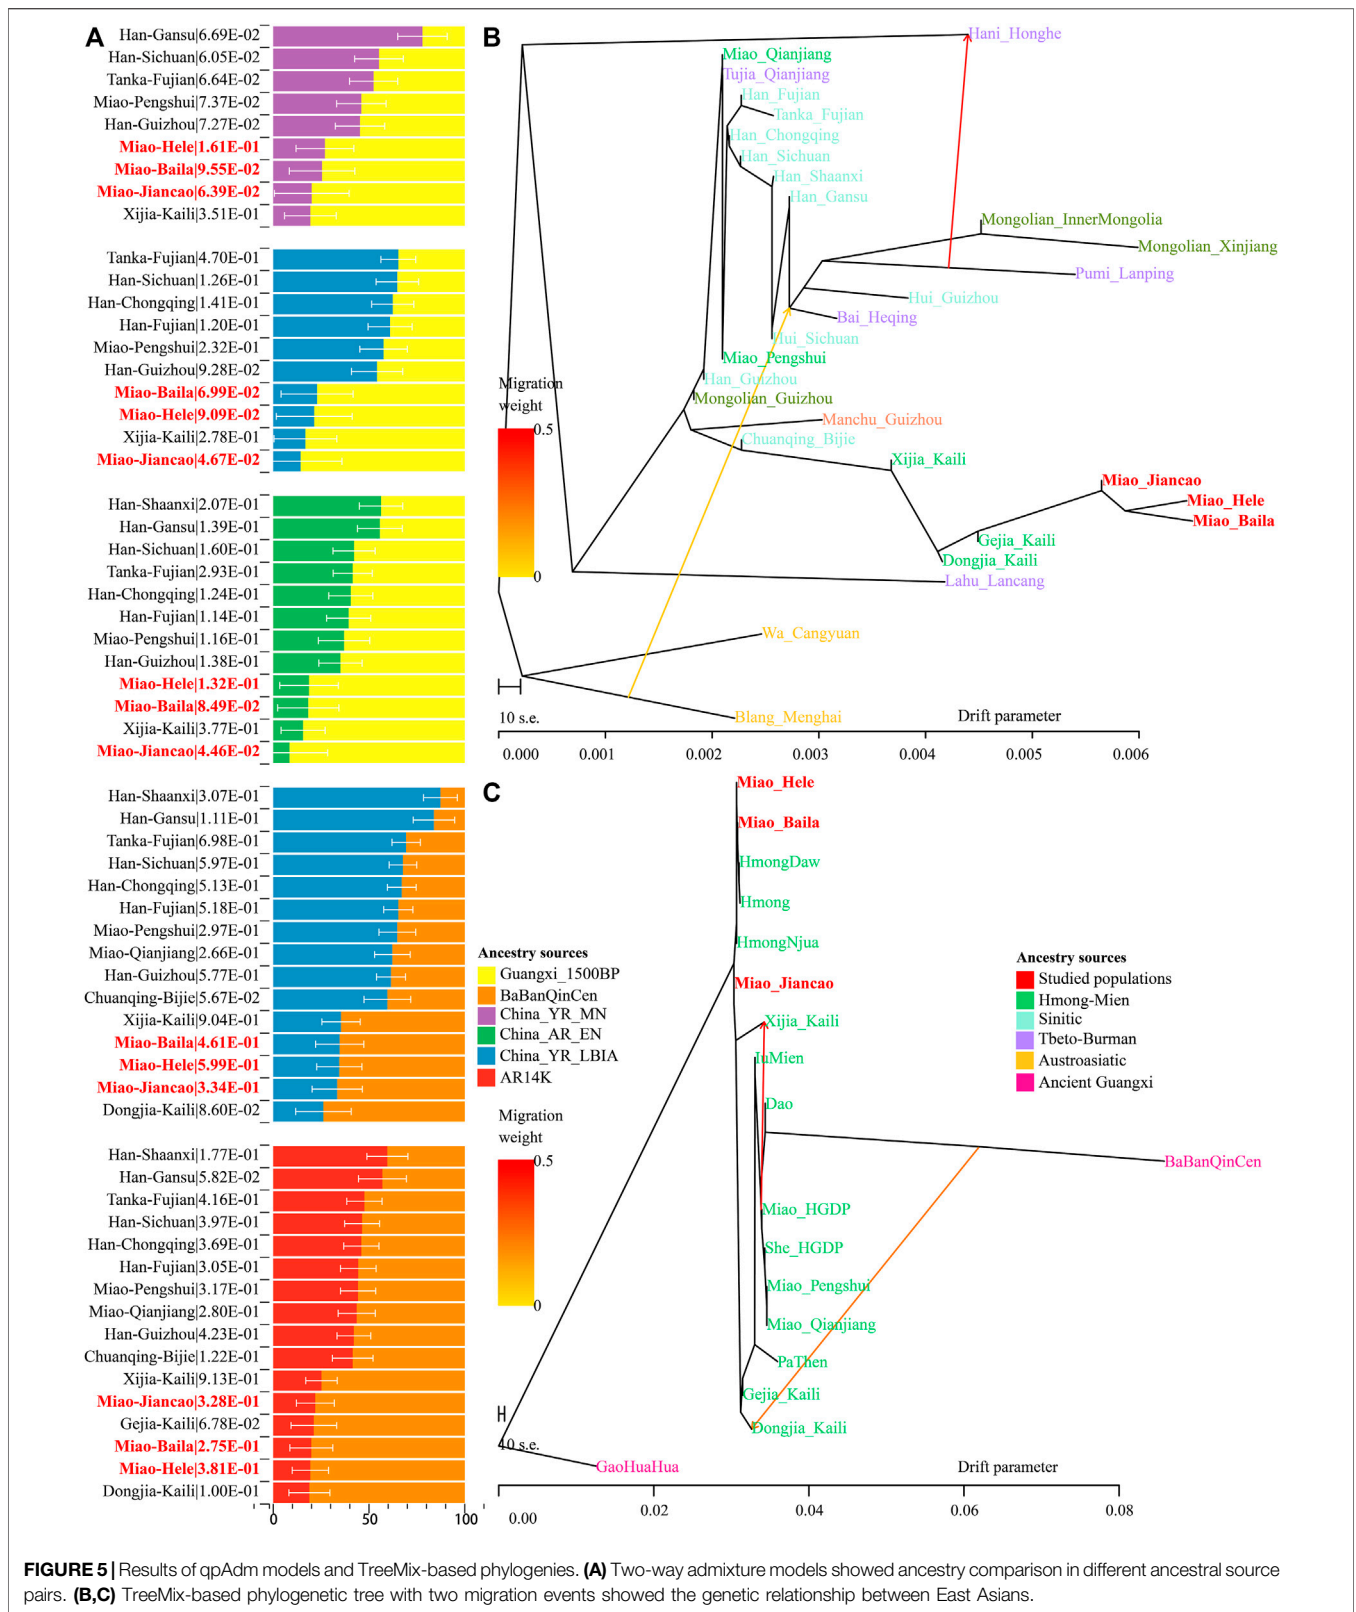 A
Han-Gansu|6.69E-02
Han-Sichuan|6.05E-02
Tanka-Fujian|6.64E-02
Miao-Pengshui|7.37E-02
Han-Guizhou|7.27E-02
Miao-Hele|1.61E-01
Miao-Baila|9.55E-02
Miao-Jiancao|6.39E-02
Xijia-Kaili|3.51E-01
Tanka-Fujian|4.70E-01
Han-Sichuan|1.26E-01
Han-Chongqing|1.41E-01
Han-Fujian|1.20E-01
Miao-Pengshui|2.32E-01
Han-Guizhou|9.28E-02
Miao-Baila|6.99E-02
Miao-Hele|9.09E-02
Xijia-Kaili|2.78E-01
Miao-Jiancao|4.67E-02
Han-Shaanxi|2.07E-01
Han-Gansu|1.39E-01
Han-Sichuan|1.60E-01
Tanka-Fujian|2.93E-01
Han-Chongqing|1.24E-01
Han-Fujian|1.14E-01
Miao-Pengshui|1.16E-01
Han-Guizhou|1.38E-01
Miao-Hele|1.32E-01
Miao-Baila|8.49E-02
Xijia-Kaili|3.77E-01
Miao-Jiancao|4.46E-02
Han-Shaanxi|3.07E-01
Han-Gansu|1.11E-01
Tanka-Fujian|6.98E-01
Han-Sichuan|5.97E-01
Han-Chongqing|5.13E-01
Han-Fujian|5.18E-01
Miao-Pengshui|2.97E-01
Miao-Qianjiang|2.66E-01
Han-Guizhou|5.77E-01
Chuanqing-Bijie|5.67E-02
Xijia-Kaili|9.04E-01
Miao-Baila|4.61E-01
Miao-Hele|5.99E-01
Miao-Jiancao|3.34E-01
Dongjia-Kaili|8.60E-02
Han-Shaanxi|1.77E-01
Han-Gansu|5.82E-02
Tanka-Fujian|4.16E-01
Han-Sichuan|3.97E-01
Han-Chongqing|3.69E-01
Han-Fujian|3.05E-01
Miao-Pengshui|3.17E-01
Miao-Qianjiang|2.80E-01
Han-Guizhou|4.23E-01
Chuanqing-Bijie|1.22E-01
Xijia-Kaili|9.13E-01
Miao-Jiancao|3.28E-01
Gejia-Kaili|6.78E-02
Miao-Baila|2.75E-01
Miao-Hele|3.81E-01
Dongjia-Kaili|1.00E-01
0 50 100
Ancestry sources
Guangxi_1500BP
BaBanQinCen
China_YR_MN
China_AR_EN
China_YR_LBIA
AR14K
B
Hani_Honghe
Miao_Qianjiang
Tujia_Qianjiang
Han_Fujian
Tanka_Fujian
Han_Chongqing
Han_Sichuan
Han_Shaanxi
Han_Gansu
Mongolian_InnerMongolia
Mongolian_Xinjiang
Pumi_Lanping
Hui_Guizhou
Bai_Heqing
Hui_Sichuan
Miao_Pengshui
Han_Guizhou
Mongolian_Guizhou
Manchu_Guizhou
Chuanqing_Bijie
Xijia_Kaili
Miao_Jiancao
Miao_Hele
Miao_Baila
Gejia_Kaili
Dongjia_Kaili
Lahu_Lancang
Wa_Cangyuan
Blang_Menghai
Migration
weight
0.5
0
10 s.e.
Drift parameter
0.000 0.001 0.002 0.003 0.004 0.005 0.006
C
Miao_Hele
Miao_Baila
HmongDaw
Hmong
HmongNjua
Miao_Jiancao
Xijia_Kaili
IuMien
Dao
BaBanQinCen
Miao_HGDP
She_HGDP
Miao_Pengshui
Miao_Qianjiang
PaThen
Gejia_Kaili
Dongjia_Kaili
GaoHuaHua
Migration
weight
0.5
0
10 s.e.
Drift parameter
0.00 0.02 0.04 0.06 0.08
Ancestry sources
Studied populations
Hmong-Mien
Sinitic
Tbeto-Burman
Austroasiatic
Ancient Guangxi
FIGURE 5 | Results of qpAdm models and TreeMix-based phylogenies. (A) Two-way admixture models showed ancestry comparison in different ancestral source
pairs. (B,C) TreeMix-based phylogenetic tree with two migration events showed the genetic relationship between East Asians.